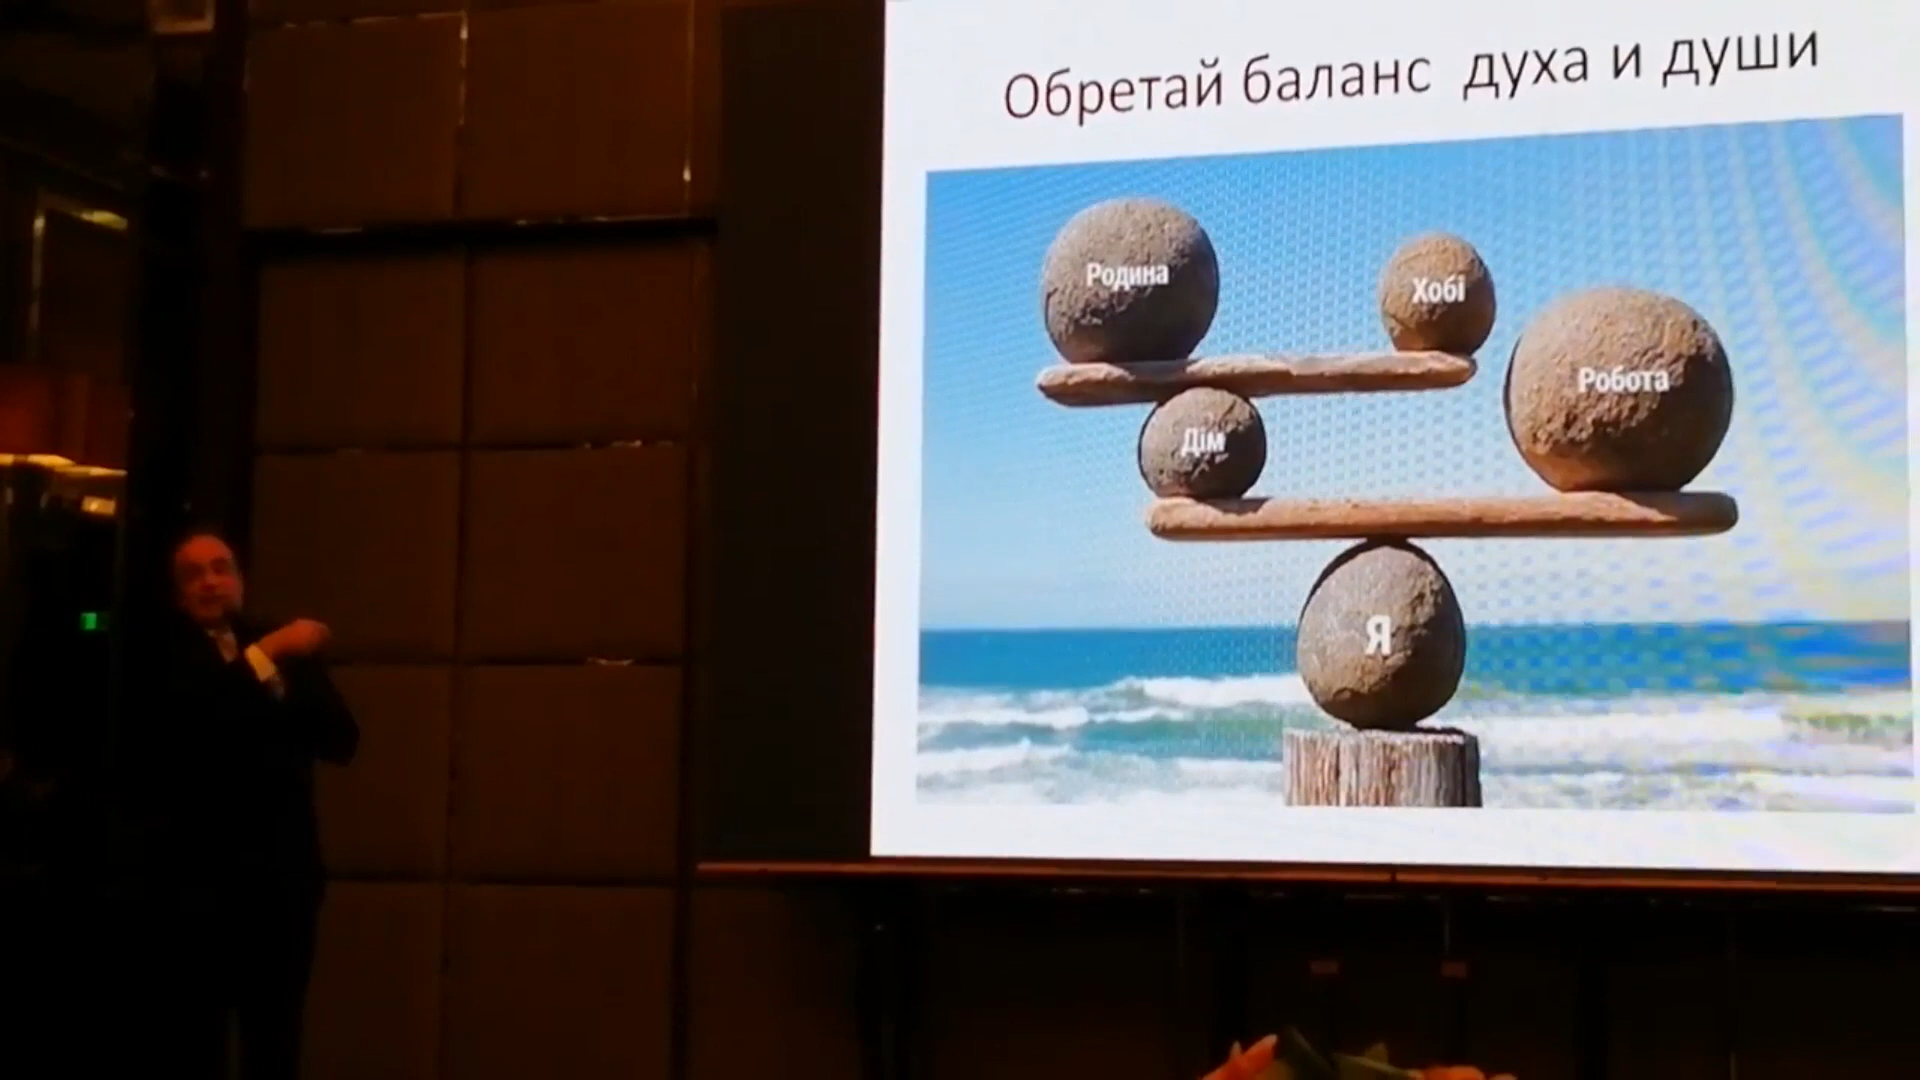 Обретай баланс духа и души
Родина
Хобі
Робота
Дім
Я